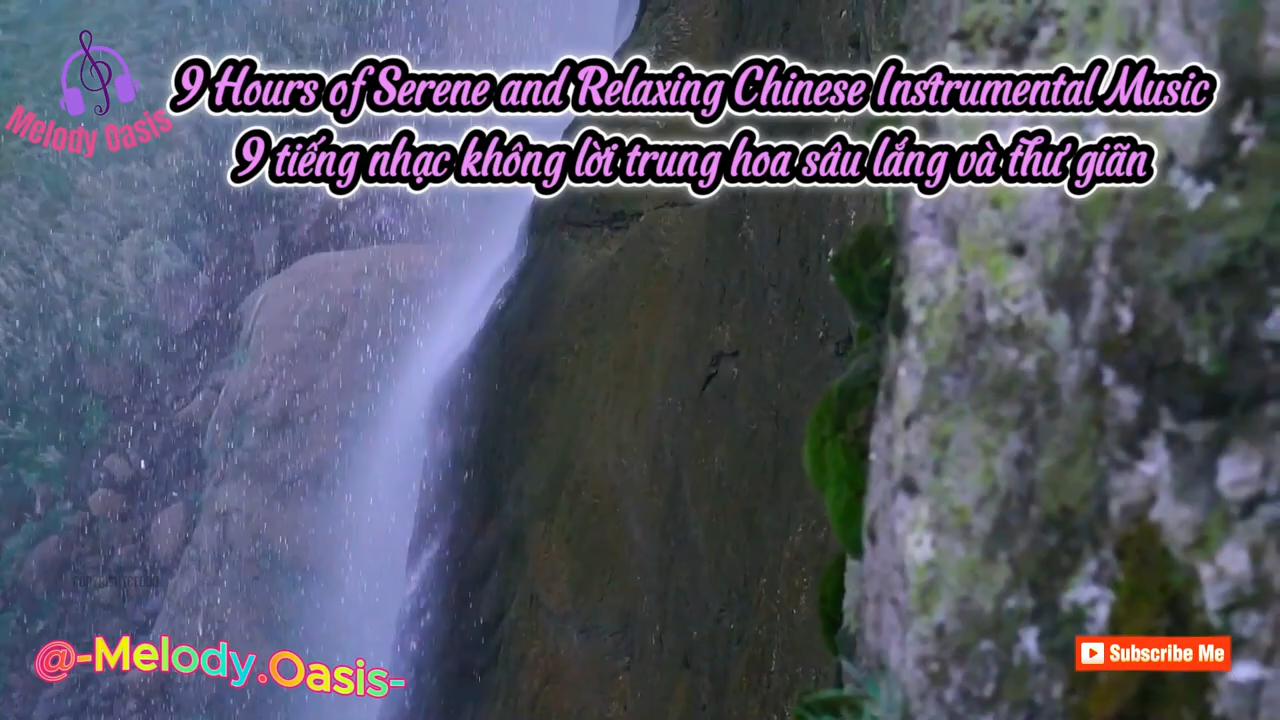 9 Hours of Serene and Relaxing Chinese Instrumental Music
9 tiếng nhạc không lời trung hoa sâu lắng và thư giãn
Melody Oasis
@-Melody.Oasis-
Subscribe Me